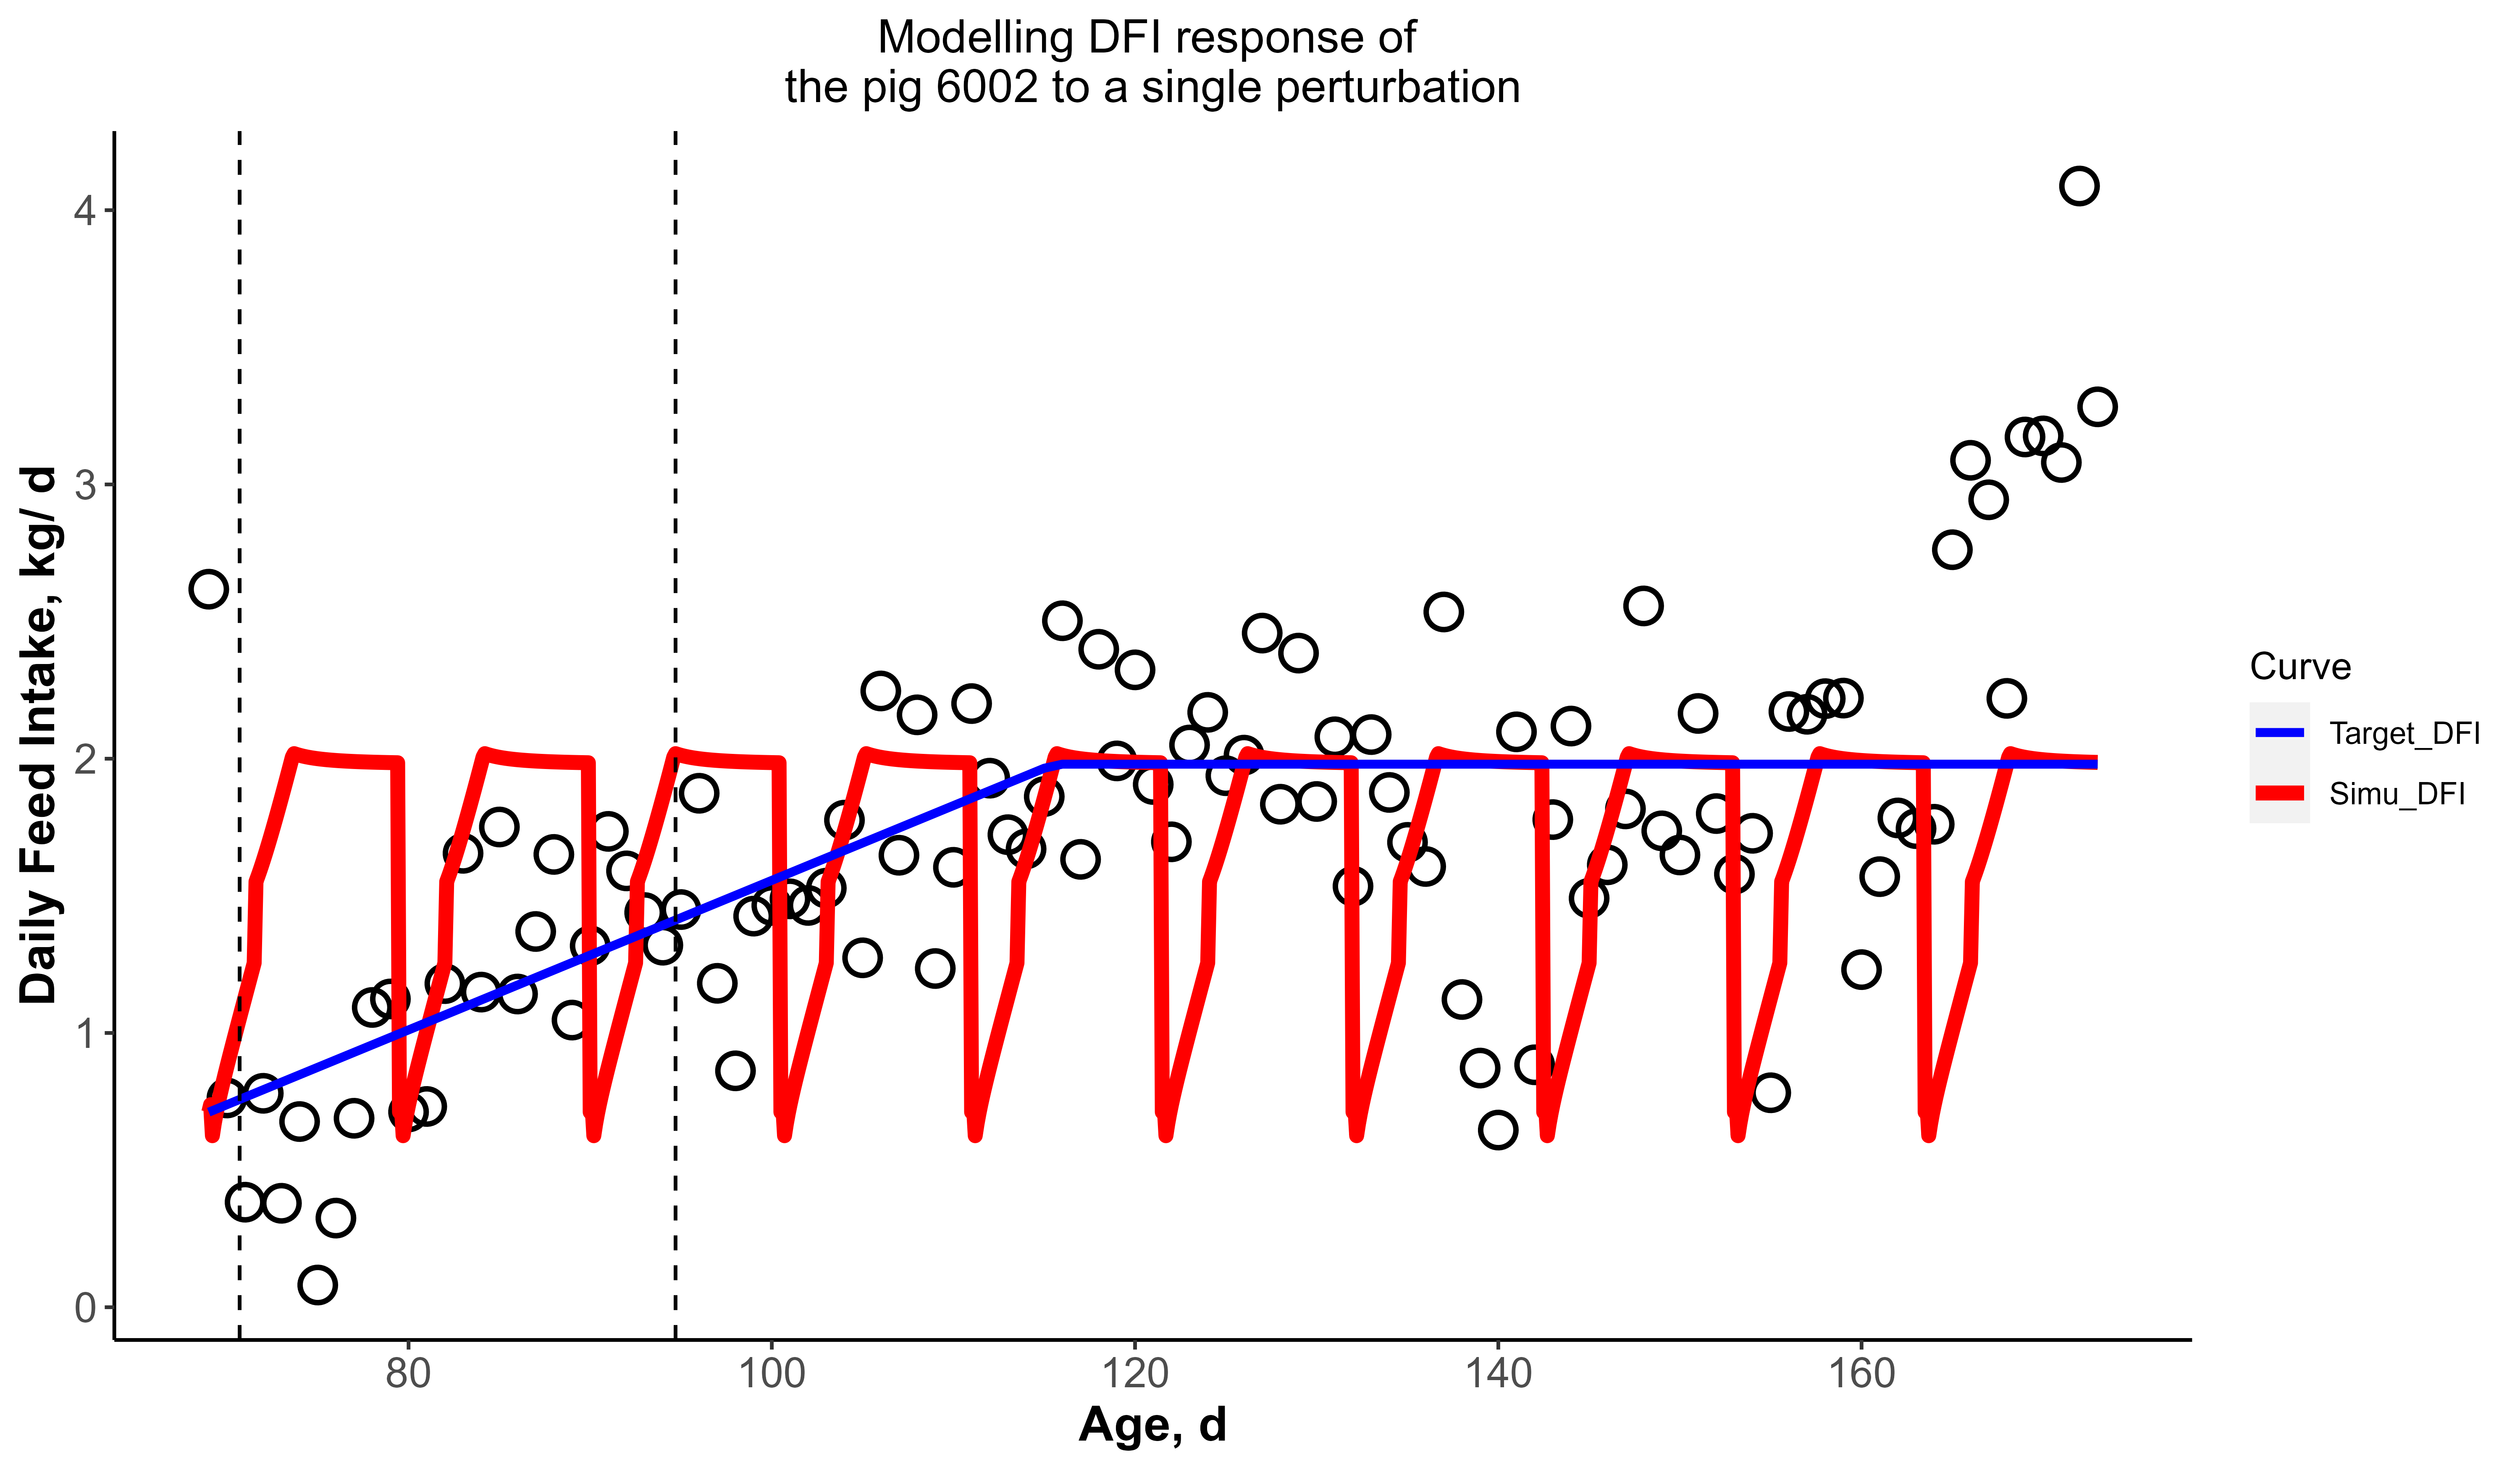 Modelling DFI response of
the pig 6002 to a single perturbation
Daily Feed Intake, kg/ d
4
3
2
1
0
80
100
120
140
160
Age, d
Curve
Target_DFI
Simu_DFI